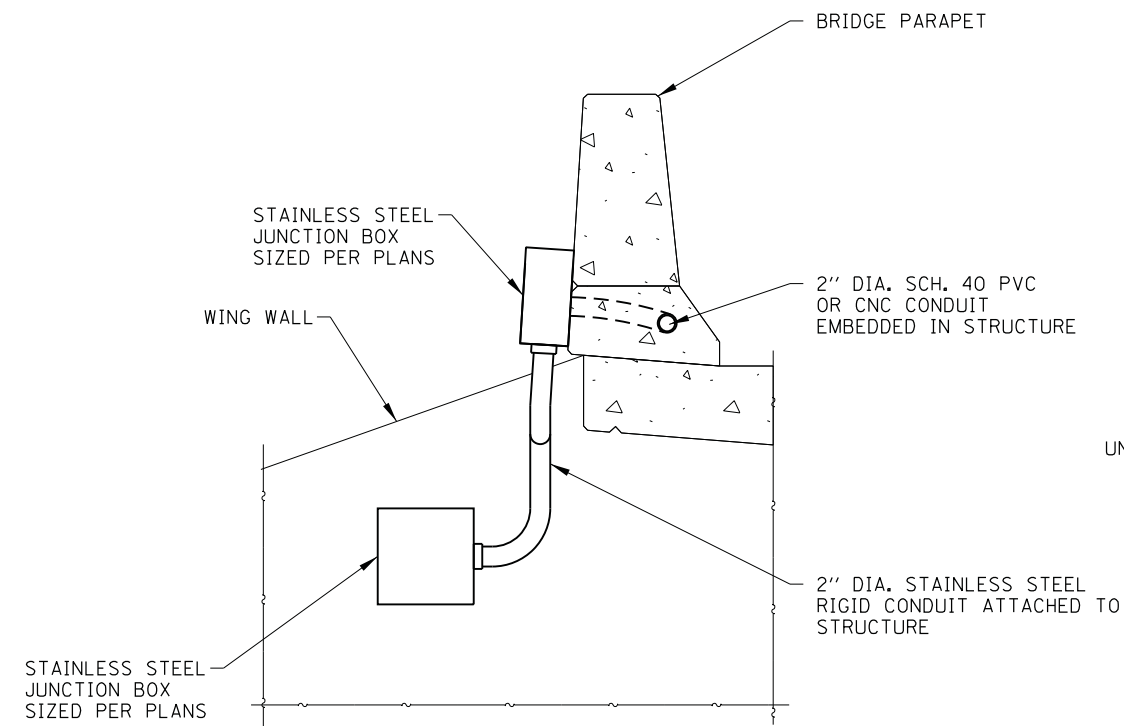 BRIDGE PARAPET
STAINLESS STEEL
JUNCTION BOX
SIZED PER PLANS
2'' DIA. SCH. 40 PVC
OR CNC CONDUIT
EMBEDDED IN STRUCTURE
WING WALL
UN
2'' DIA. STAINLESS STEEL
RIGID CONDUIT ATTACHED TO
STRUCTURE
STAINLESS STEEL
JUNCTION BOX
SIZED PER PLANS